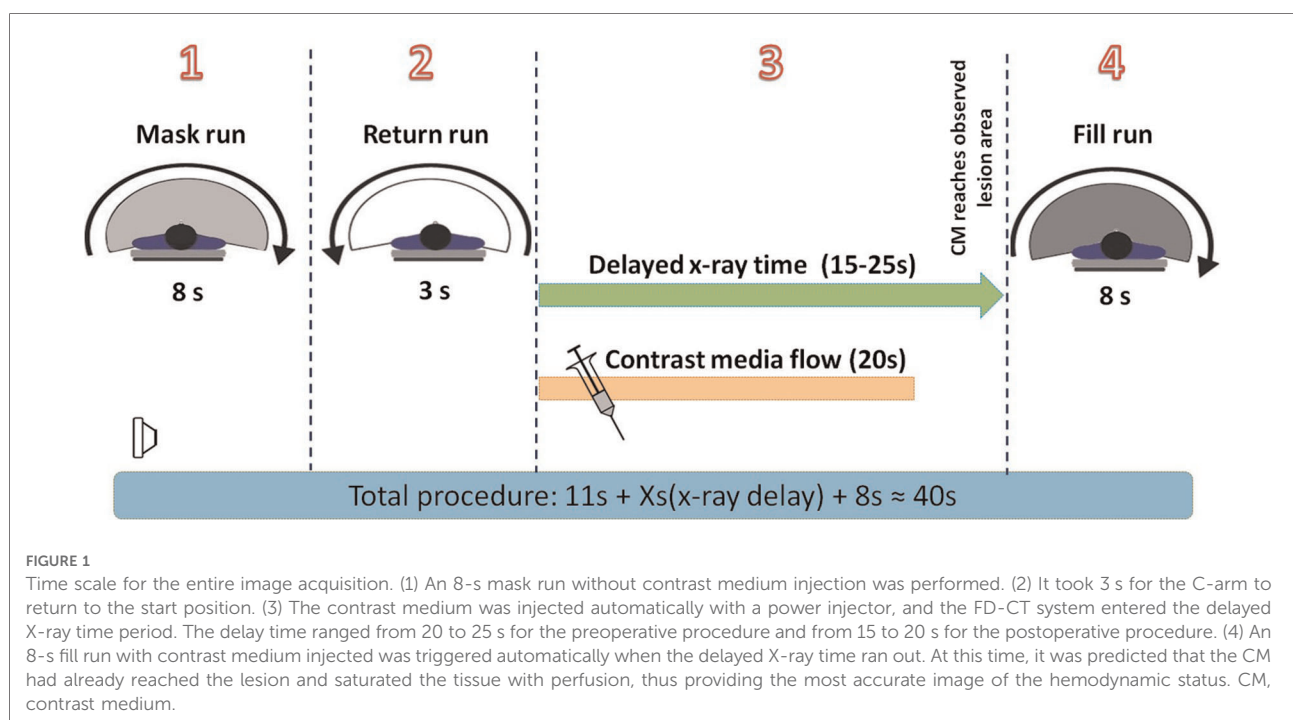 1
2
3
4
Mask run
Return run
CM reaches observed
lesion area
Fill run
8 s
3 s
Delayed x-ray time (15-25s)
8 s
Contrast media flow (20s)
Total procedure: 11s + Xs(x-ray delay) + 8s ≈ 40s
FIGURE 1
Time scale for the entire image acquisition. (1) An 8-s mask run without contrast medium injection was performed. (2) It took 3 s for the C-arm to
return to the start position. (3) The contrast medium was injected automatically with a power injector, and the FD-CT system entered the delayed
X-ray time period. The delay time ranged from 20 to 25 s for the preoperative procedure and from 15 to 20 s for the postoperative procedure. (4) An
8-s fill run with contrast medium injected was triggered automatically when the delayed X-ray time ran out. At this time, it was predicted that the CM
had already reached the lesion and saturated the tissue with perfusion, thus providing the most accurate image of the hemodynamic status. CM,
contrast medium.